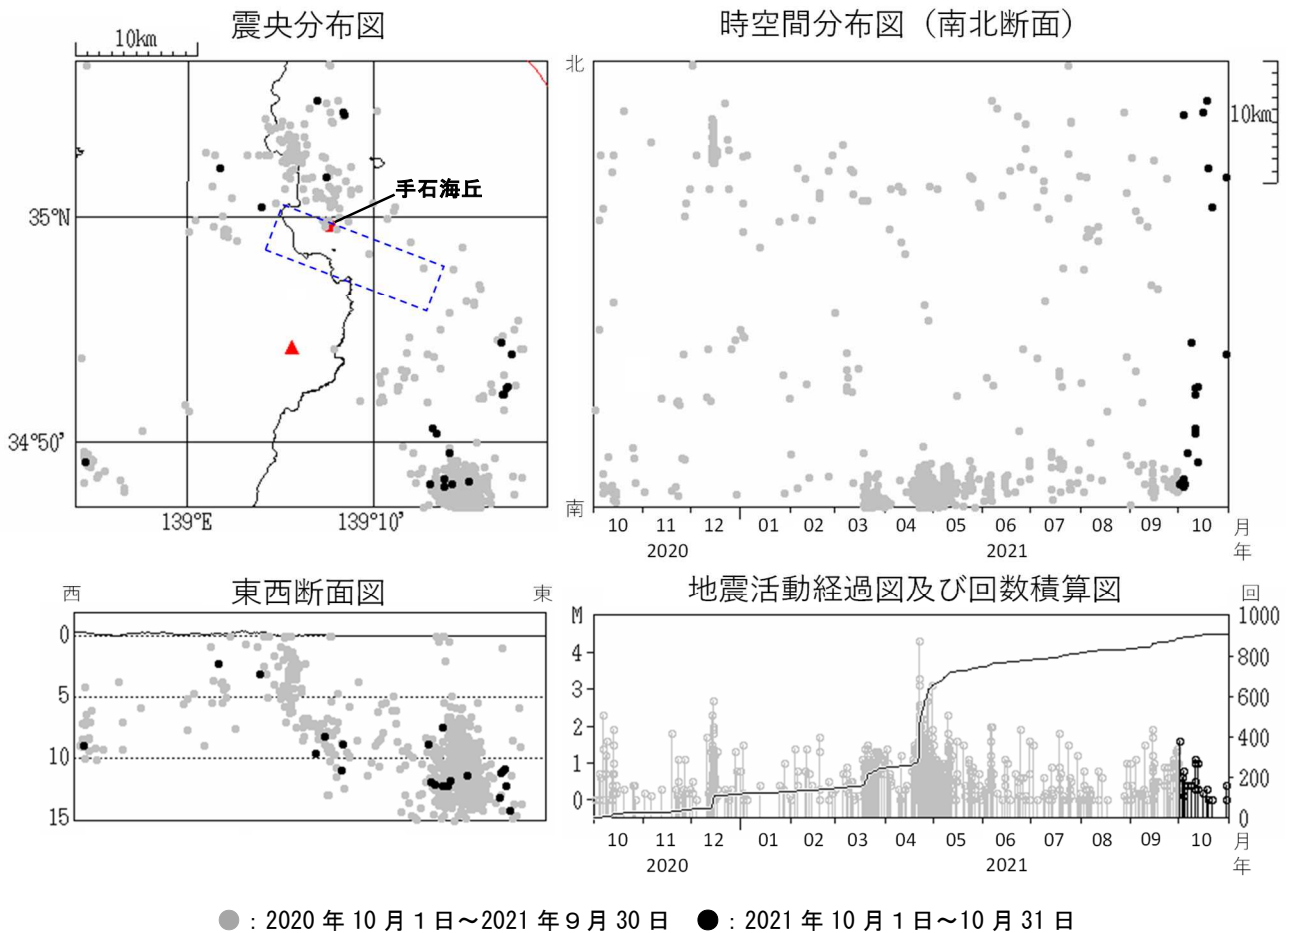 震央分布図
10km
手石海丘
35°N
34°50'
139°E
139°10'
時空間分布図（南北断面）
北
10km
南
10 11 12 01 02 03 04 05 06 07 08 09 10 月
2020 2021 年
東西断面図
西
東
0
5
10
15
地震活動経過図及び回数積算図
M
回
4
3
2
1
0
1000
800
600
400
200
0
10 11 12 01 02 03 04 05 06 07 08 09 10 月
2020 2021 年
●：2020 年 10 月 1 日～2021 年 9 月 30 日 ●：2021 年 10 月 1 日～10 月 31 日